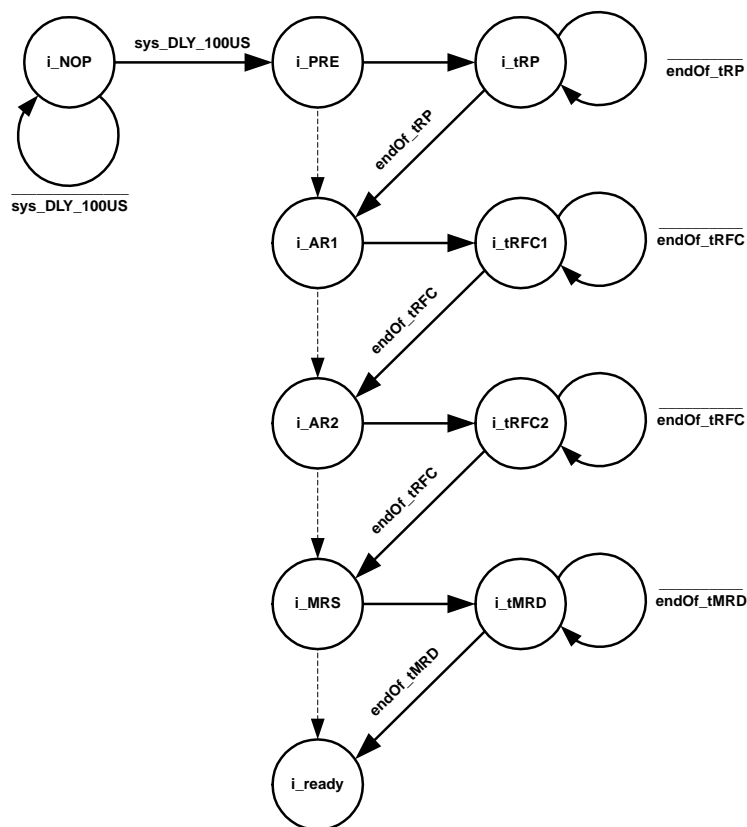 sys_DLY_100US
i_NOP
i_PRE
i_tRP
endOf_tRP
endOf_tRP
sys_DLY_100US
i_AR1
i_tRFC1
endOf_tRFC
endOf_tRFC
i_AR2
i_tRFC2
endOf_tRFC
endOf_tRFC
i_MRS
i_tMRD
endOf_tMRD
endOf_tMRD
i_ready